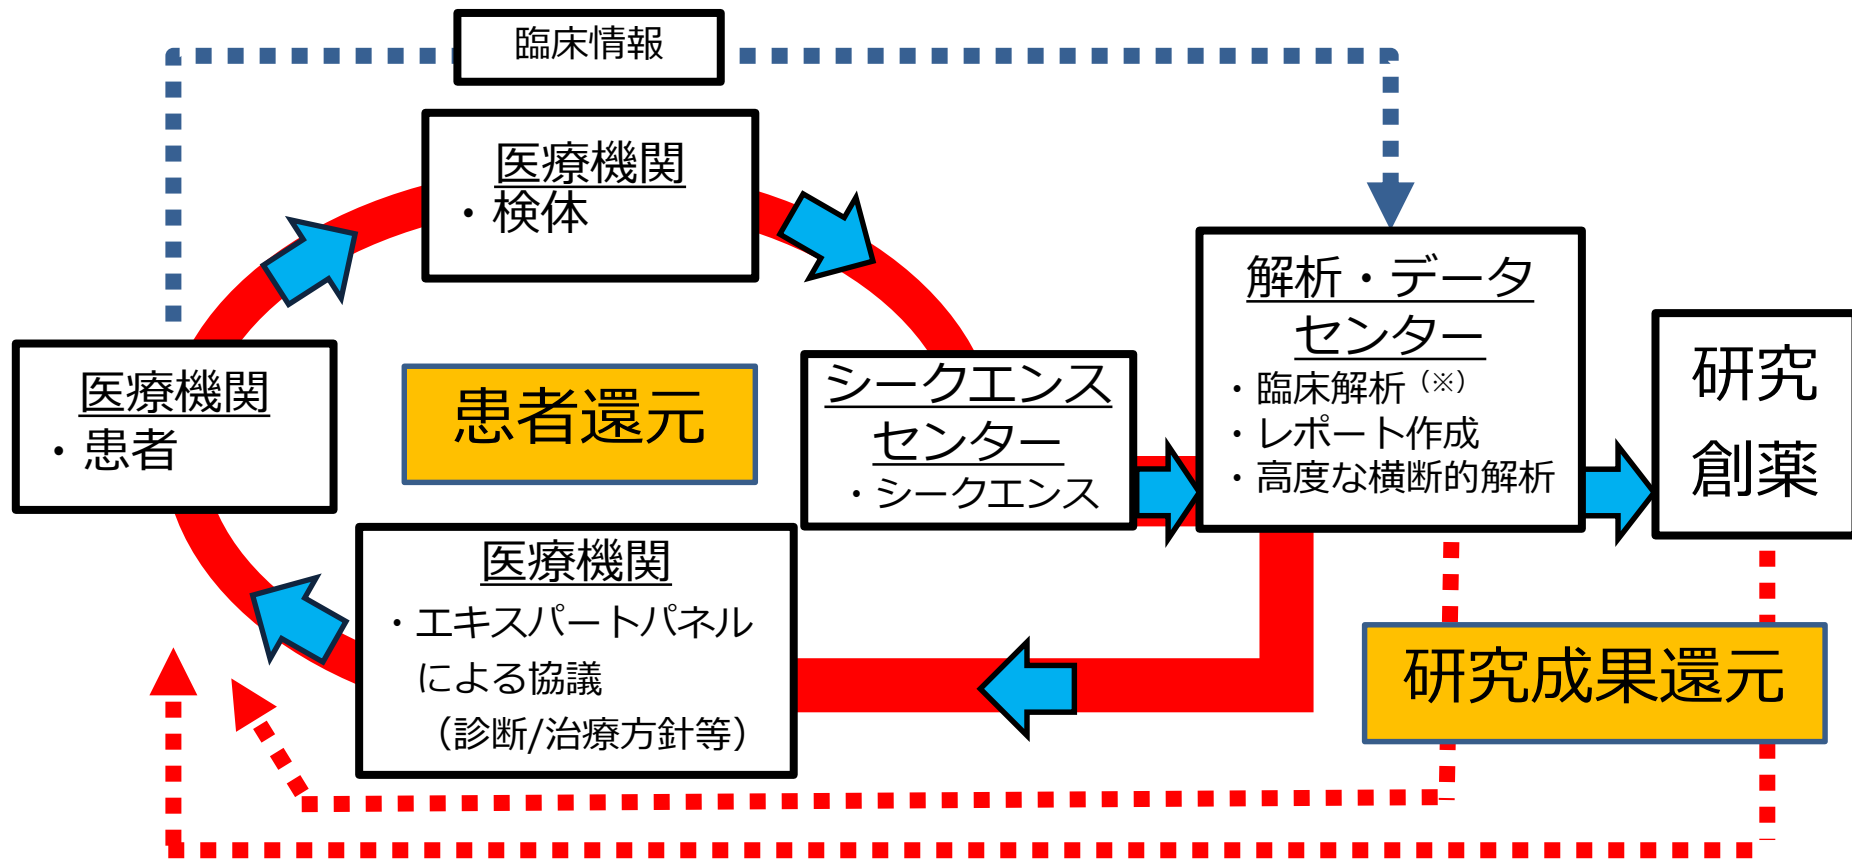 臨床情報
医療機関
・検体
医療機関
・患者
患者還元
シークエンス
センター
・シークエンス
解析・データ
センター
・臨床解析（※）
・レポート作成
・高度な横断的解析
研究
創薬
医療機関
・エキスパートパネル
による協議
（診断/治療方針等）
研究成果還元